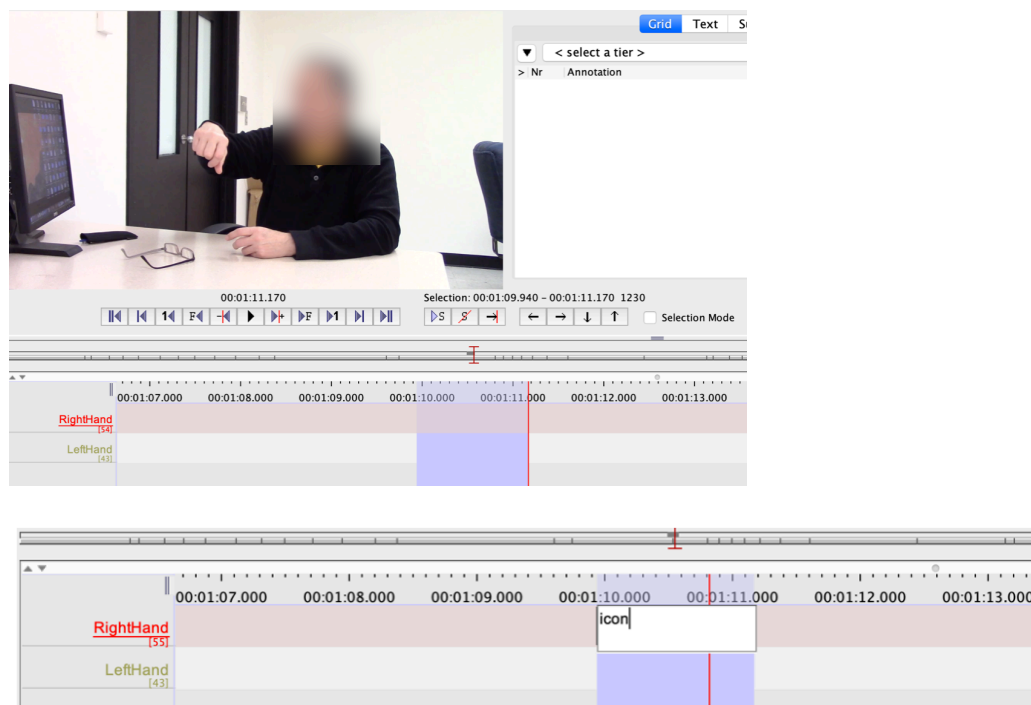 Grid Text Su
▼ < select a tier >
> Nr Annotation
00:01:11.170
Selection: 00:01:09.940 – 00:01:11.170 1230
1 F F 1
S S ← → ↓ ↑ Selection Mode
00:01:07.000 00:01:08.000 00:01:09.000 00:01:10.000 00:01:11.000 00:01:12.000 00:01:13.000
RightHand
[54]
LeftHand
[43]
00:01:07.000 00:01:08.000 00:01:09.000 00:01:10.000 00:01:11.000 00:01:12.000 00:01:13.000
icon
RightHand
[55]
LeftHand
[43]